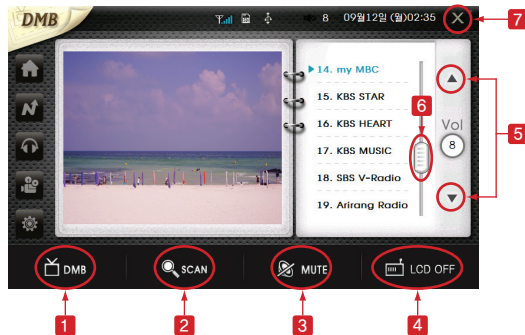 DMB
8 09월12일 (월)02:35
7
14. my MBC
15. KBS STAR
6
16. KBS HEART
Vol
5
8
17. KBS MUSIC
18. SBS V-Radio
19. Arirang Radio
DMB
SCAN
MUTE
LCD OFF
1
2
3
4